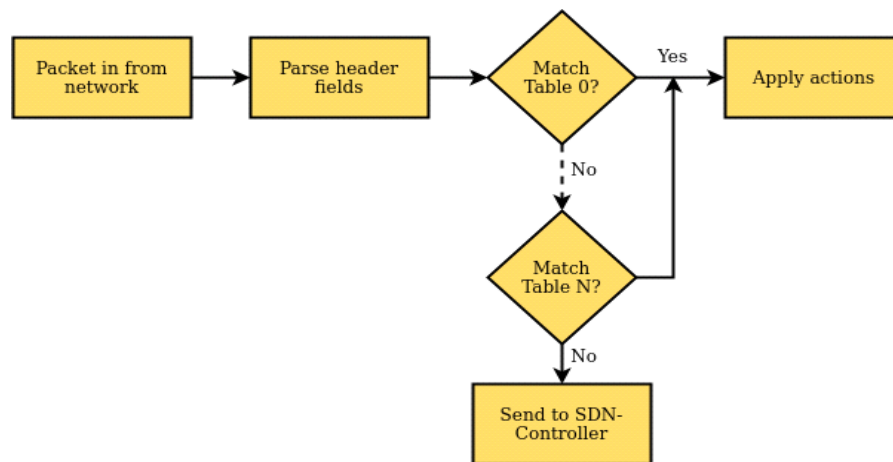 Packet in from
network
Parse header
fields
Match
Table 0?
Yes
Apply actions
No
Match
Table N?
No
Send to SDN-
Controller